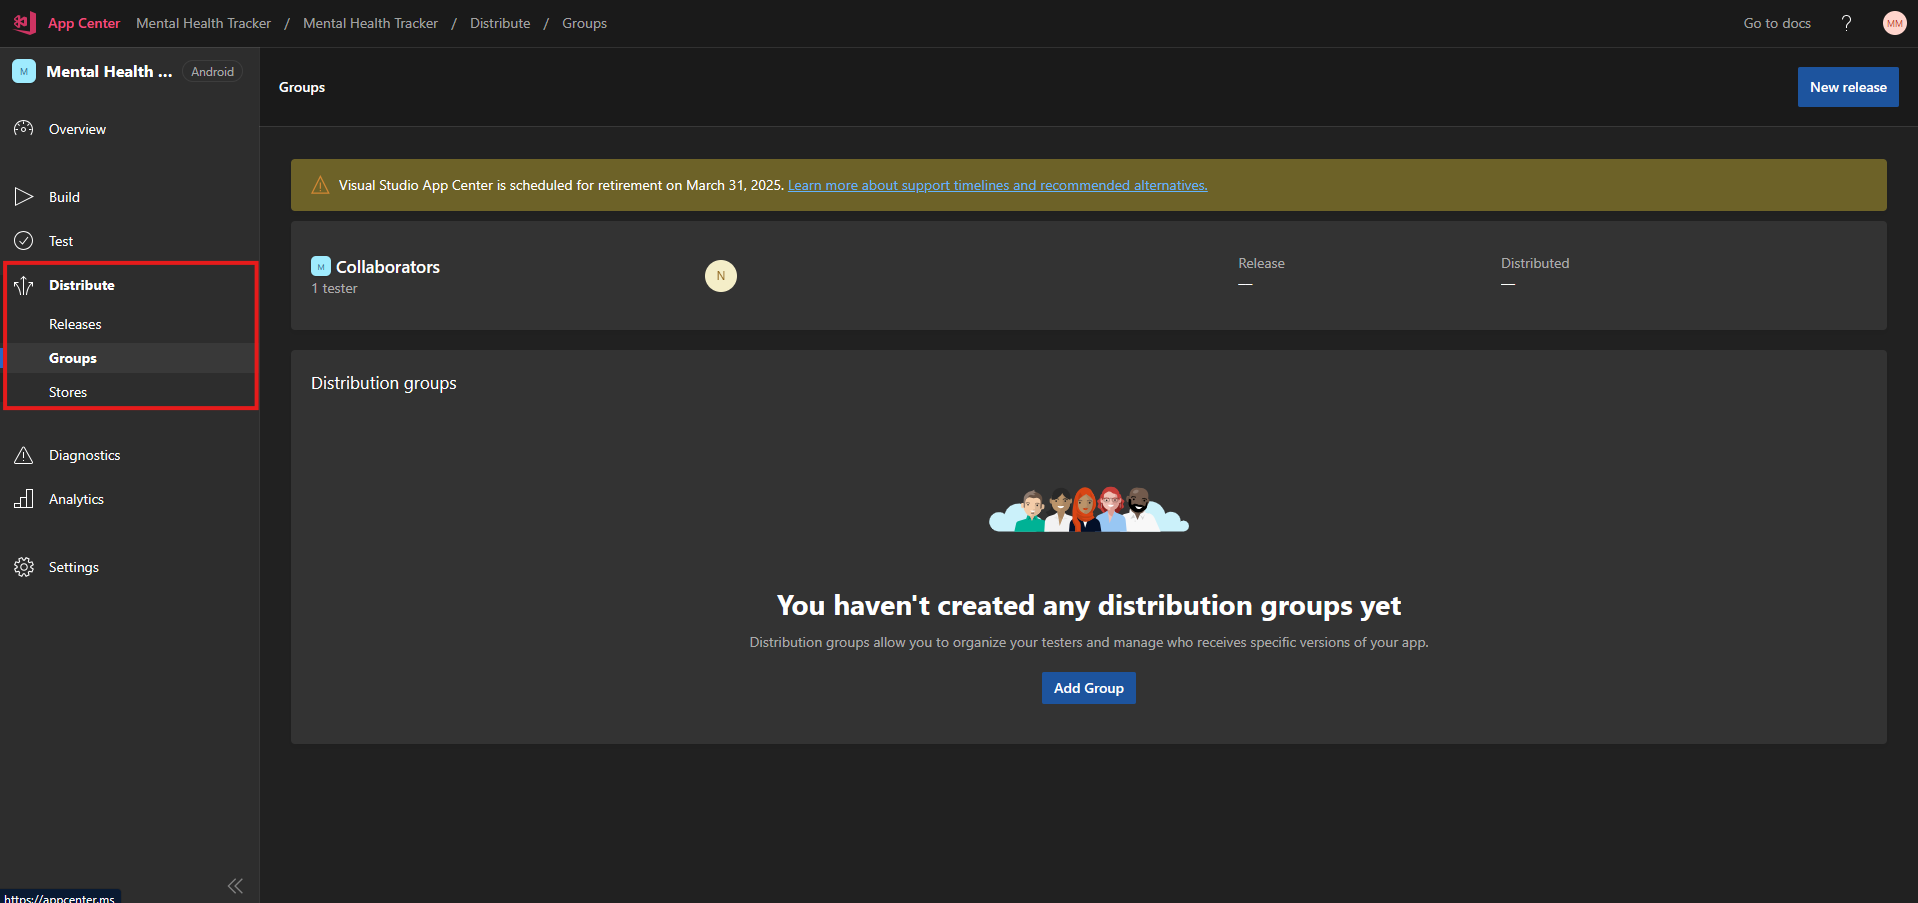 App Center Mental Health Tracker / Mental Health Tracker / Distribute / Groups Go to docs ? MM
M Mental Health ... Android
Overview
Build
Test
Distribute
Releases
Groups
Stores
Diagnostics
Analytics
Settings
https://appcenter.ms
Groups New release
Visual Studio App Center is scheduled for retirement on March 31, 2025. Learn more about support timelines and recommended alternatives.
M Collaborators N Release Distributed
1 tester — —
Distribution groups
You haven't created any distribution groups yet
Distribution groups allow you to organize your testers and manage who receives specific versions of your app.
Add Group